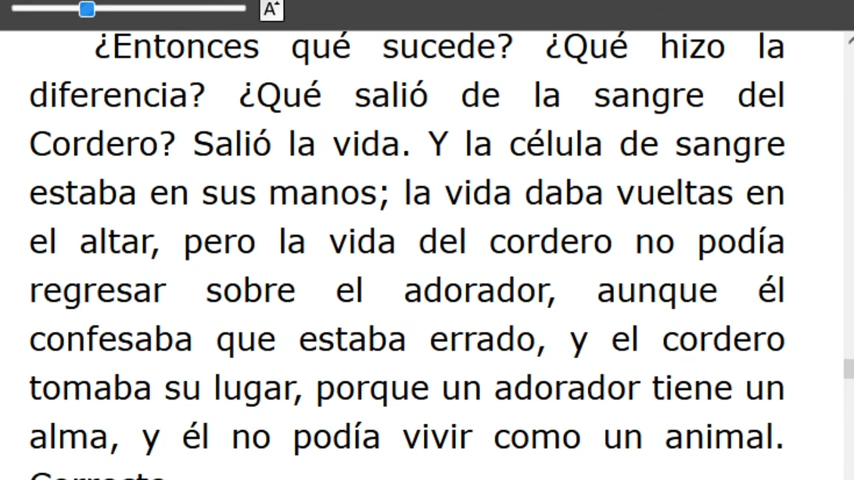 A
¿Entonces qué sucede? ¿Qué hizo la
diferencia? ¿Qué salió de la sangre del
Cordero? Salió la vida. Y la célula de sangre
estaba en sus manos; la vida daba vueltas en
el altar, pero la vida del cordero no podía
regresar sobre el adorador, aunque él
confesaba que estaba errado, y el cordero
tomaba su lugar, porque un adorador tiene un
alma, y él no podía vivir como un animal.